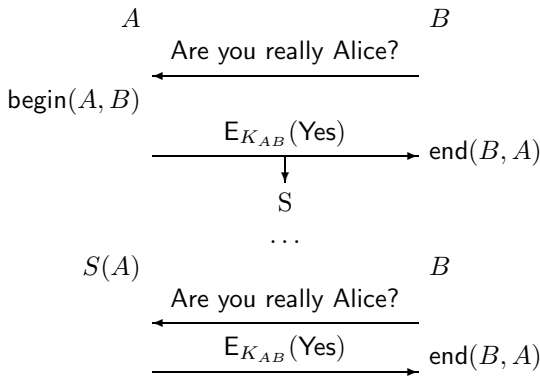 A B
Are you really Alice?
begin(A, B)
E_{K_{AB}}(Yes)
end(B, A)
S
...
S(A) B
Are you really Alice?
E_{K_{AB}}(Yes)
end(B, A)